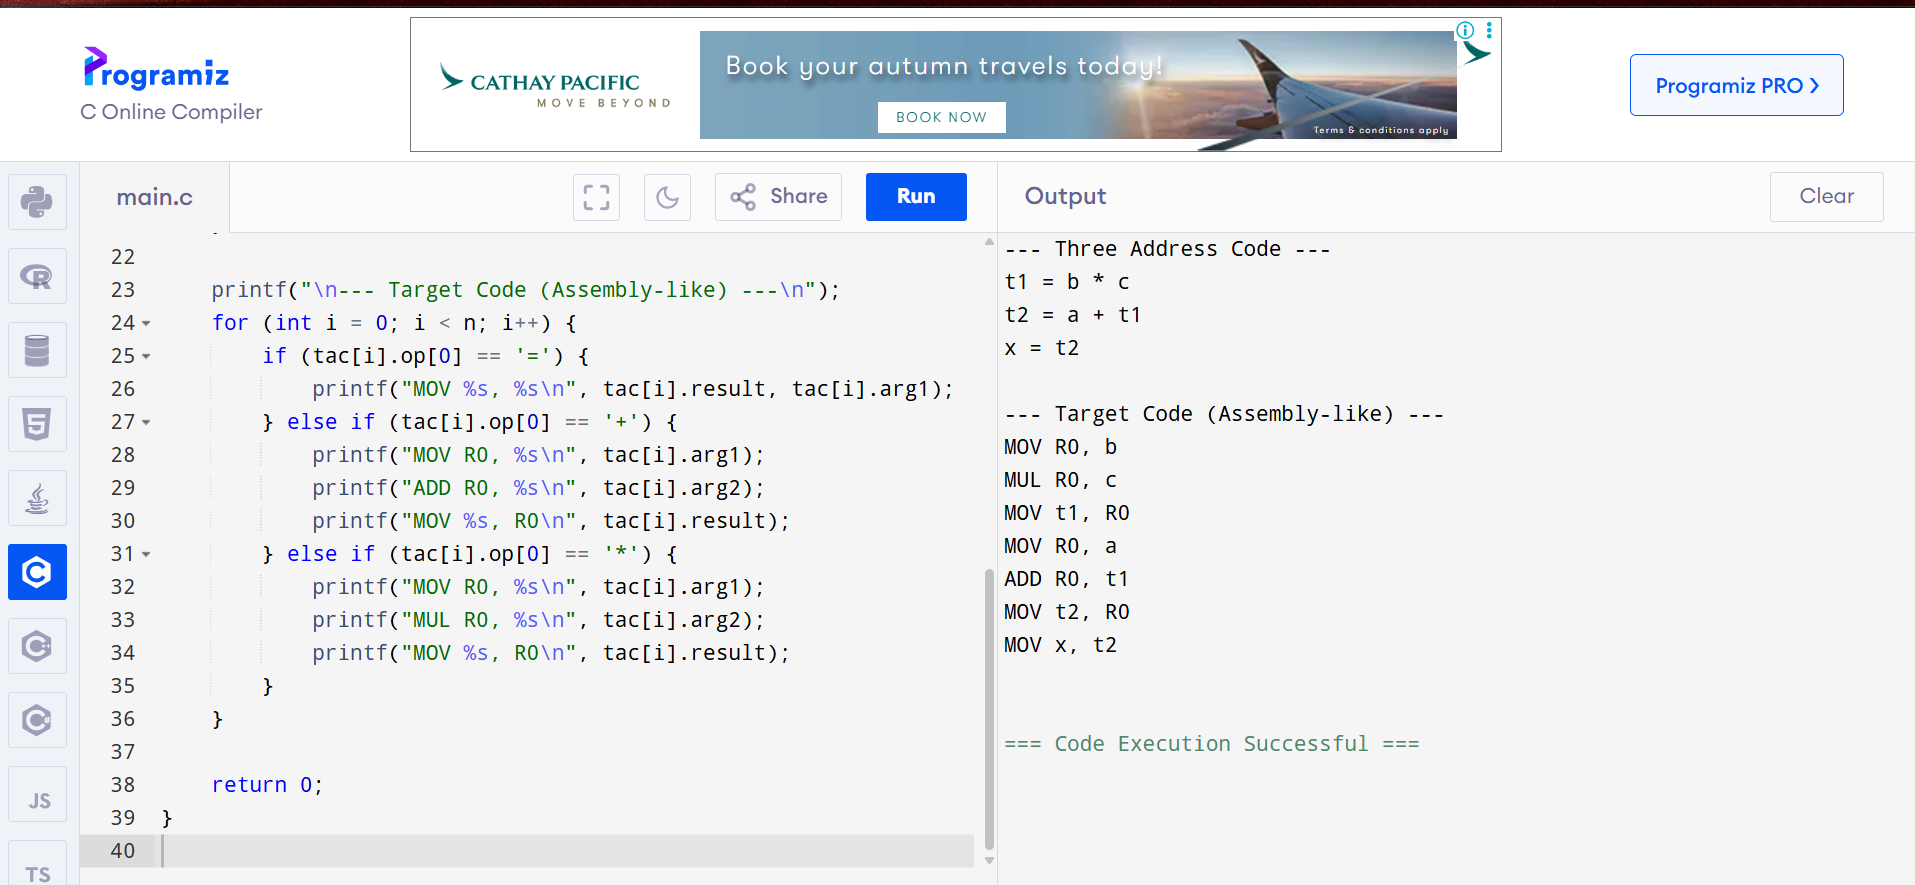 Programiz
C Online Compiler
CATHAY PACIFIC
MOVE BEYOND
Book your autumn travels today!
BOOK NOW
Terms & conditions apply
Programiz PRO >
main.c
Share
Run
Output
Clear
22
23 printf("\n--- Target Code (Assembly-like) ---\n");
24 for (int i = 0; i < n; i++) {
25 if (tac[i].op[0] == '=') {
26 printf("MOV %s, %s\n", tac[i].result, tac[i].arg1);
27 } else if (tac[i].op[0] == '+') {
28 printf("MOV R0, %s\n", tac[i].arg1);
29 printf("ADD R0, %s\n", tac[i].arg2);
30 printf("MOV %s, R0\n", tac[i].result);
31 } else if (tac[i].op[0] == '*') {
32 printf("MOV R0, %s\n", tac[i].arg1);
33 printf("MUL R0, %s\n", tac[i].arg2);
34 printf("MOV %s, R0\n", tac[i].result);
35 }
36 }
37
38 return 0;
39 }
40
--- Three Address Code ---
t1 = b * c
t2 = a + t1
x = t2
--- Target Code (Assembly-like) ---
MOV R0, b
MUL R0, c
MOV t1, R0
MOV R0, a
ADD R0, t1
MOV t2, R0
MOV x, t2
=== Code Execution Successful ===
R
5
C
C++
C#
JS
TS